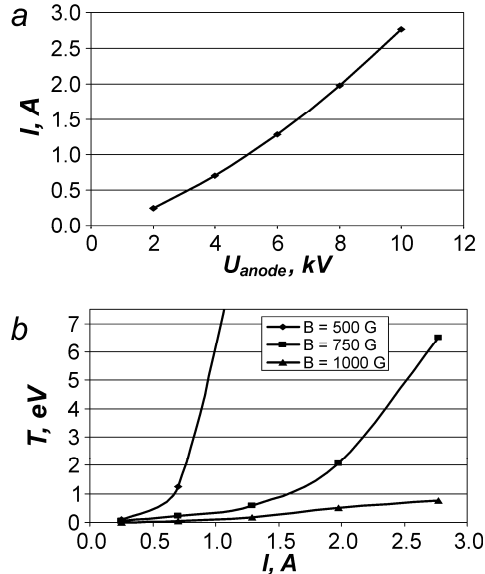 a
I, A
3.0
2.5
2.0
1.5
1.0
0.5
0.0
0 2 4 6 8 10 12
U_anode, kV
b
T, eV
7
6
5
4
3
2
1
0
B = 500 G
B = 750 G
B = 1000 G
0.0 0.5 1.0 1.5 2.0 2.5 3.0
I, A